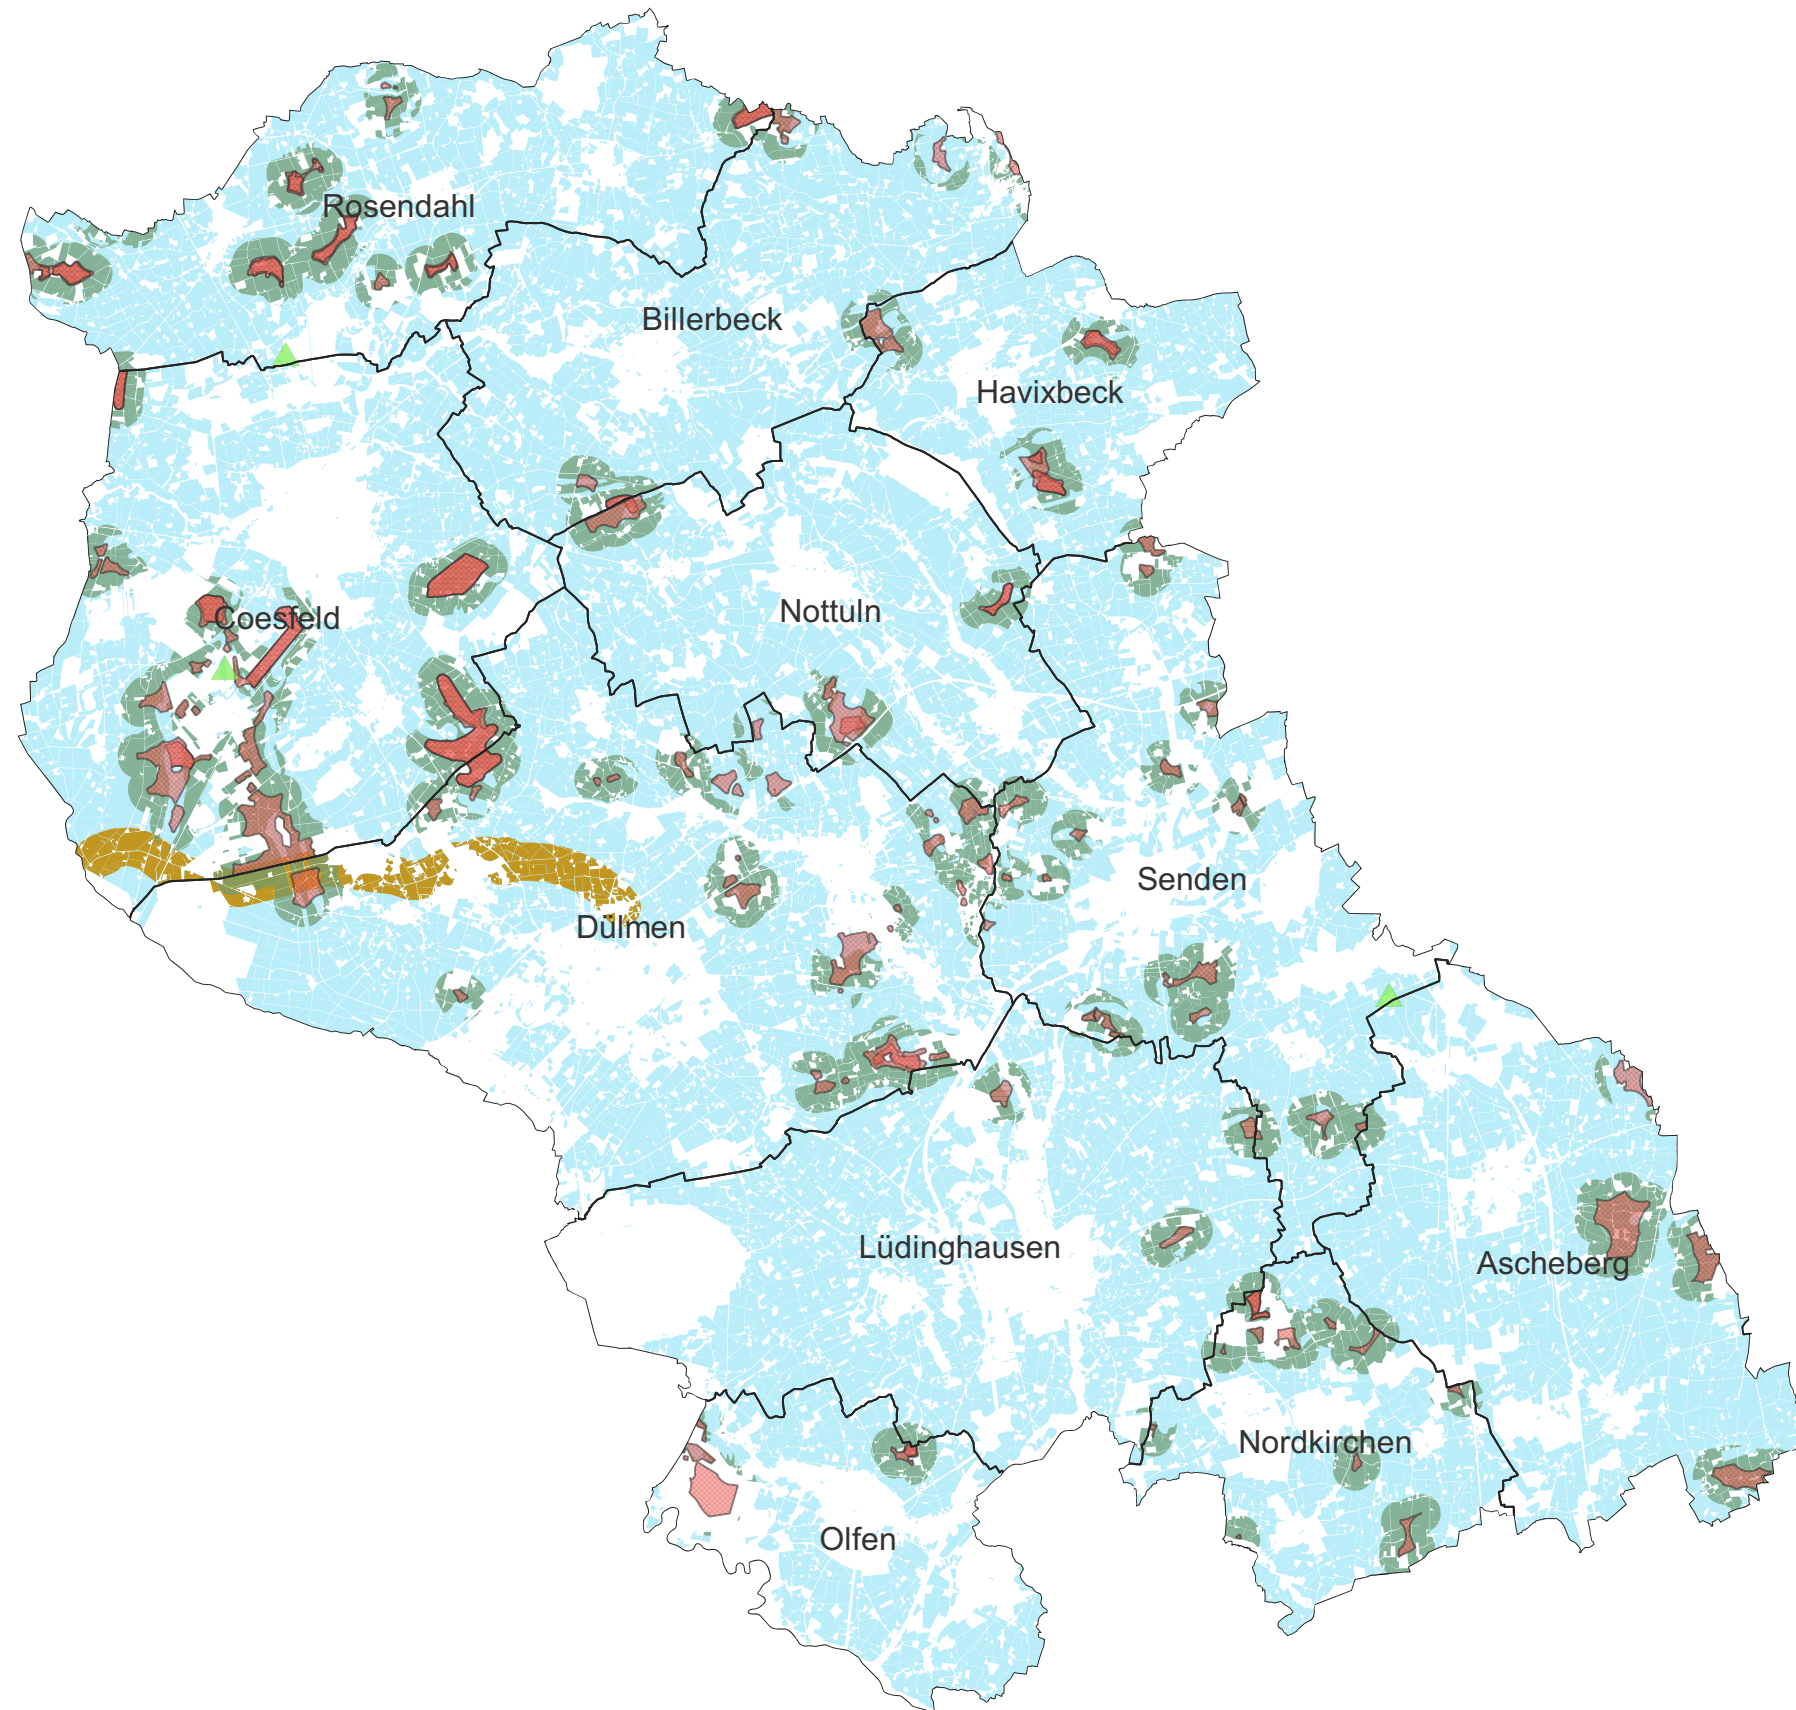 Rosendahl
Billerbeck
Havixbeck
Coesfeld
Nottuln
Senden
Dülmen
Lüdinghausen
Ascheberg
Nordkirchen
Olfen